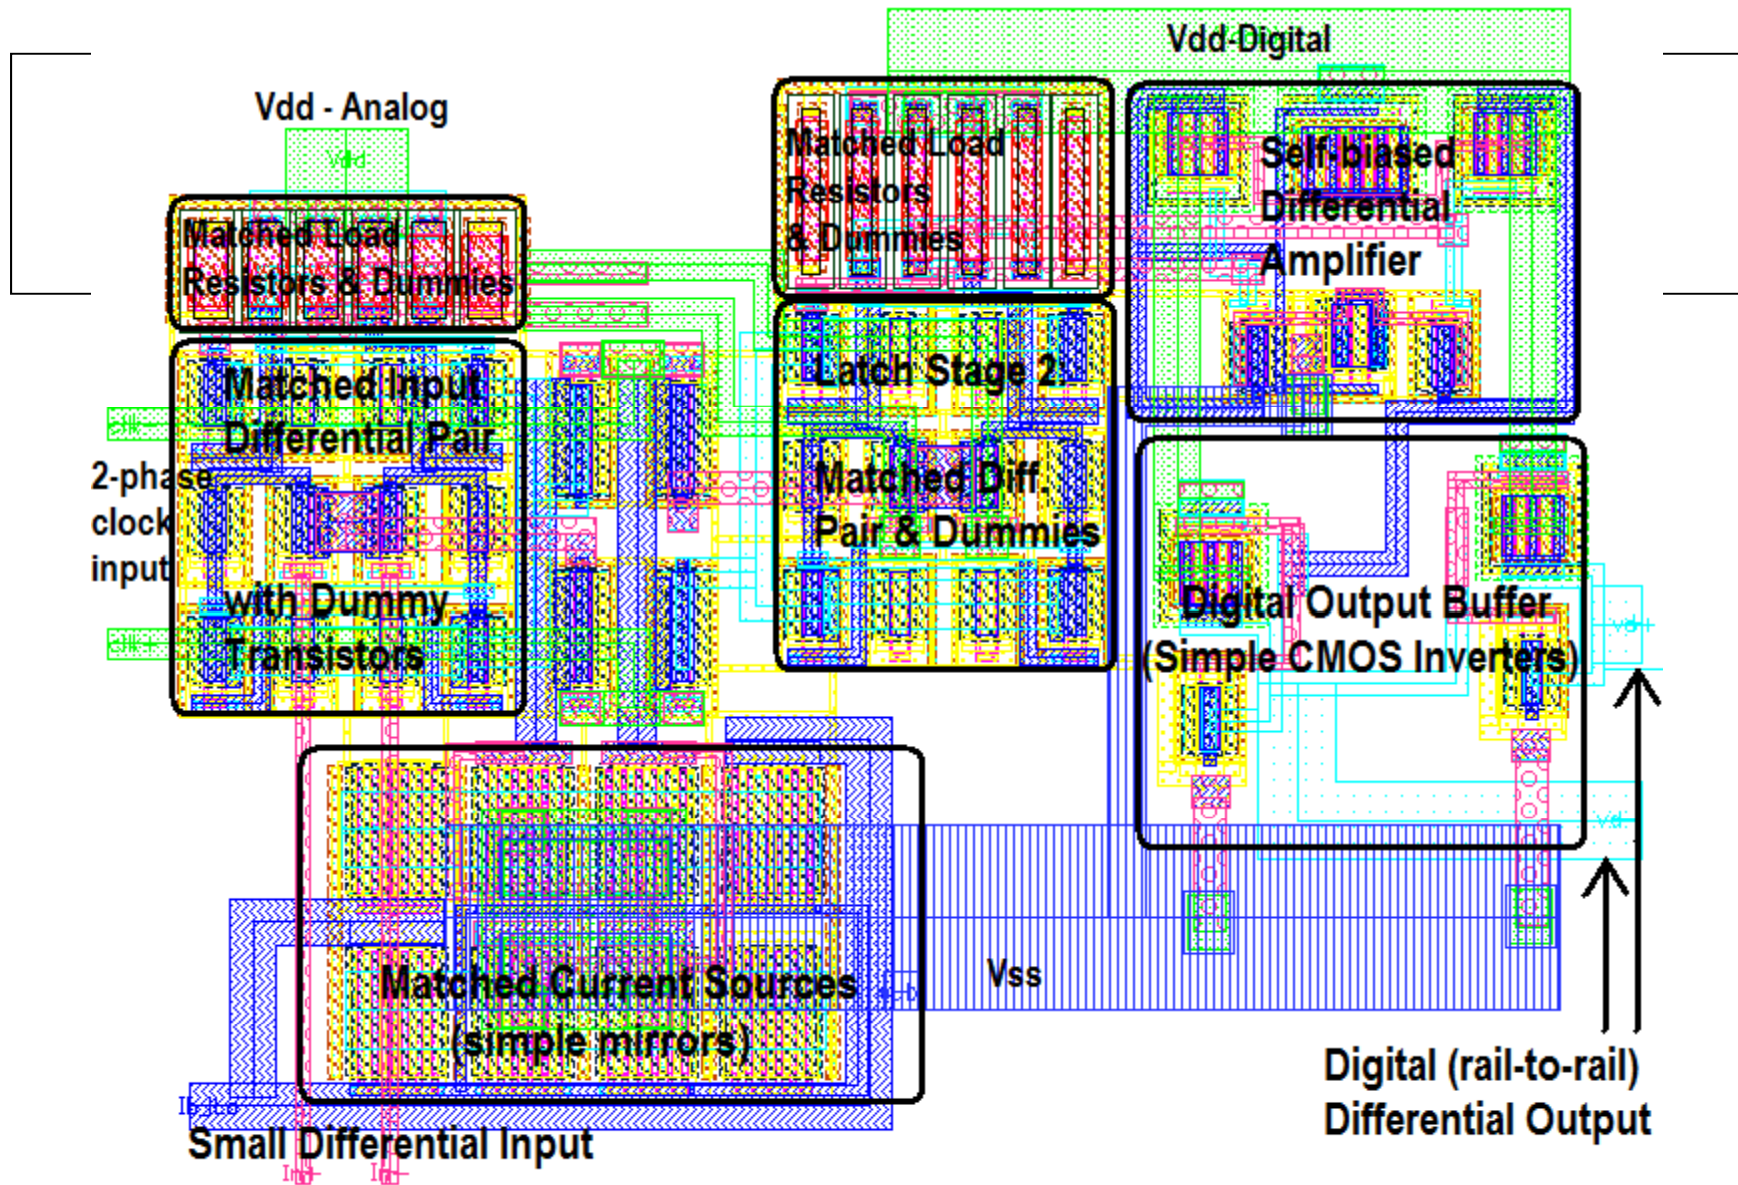 Vdd-Digital
Vdd - Analog
Vdd
Matched Load
Resistors & Dummies
Matched Load
Resistors
& Dummies
Self-biased
Differential
Amplifier
Matched Input
Differential Pair
with Dummy
Transistors
2-phase
clock
input
Latch Stage 2
Matched Diff.
Pair & Dummies
Digital Output Buffer
(Simple CMOS Inverters)
Matched Current Sources
(simple mirrors)
Vss
Small Differential Input
Digital (rail-to-rail)
Differential Output